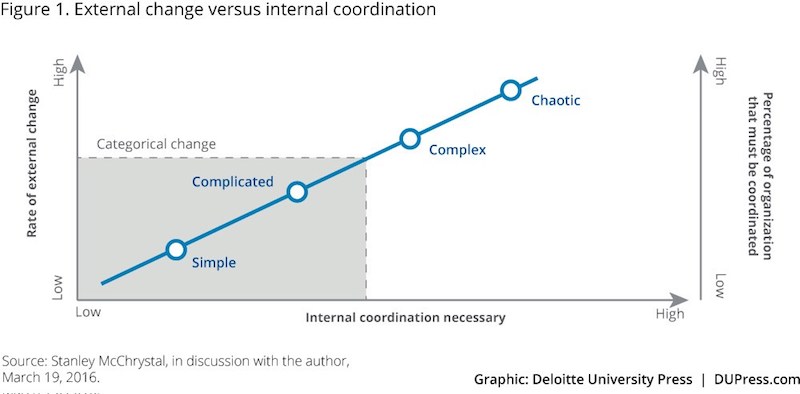 Figure 1. External change versus internal coordination
High
High
Chaotic
Categorical change
Complex
Rate of external change
Percentage of organization
that must be coordinated
Complicated
Simple
Low
Low
Low
Internal coordination necessary
High
Source: Stanley McChrystal, in discussion with the author,
March 19, 2016.
Graphic: Deloitte University Press | DUPress.com